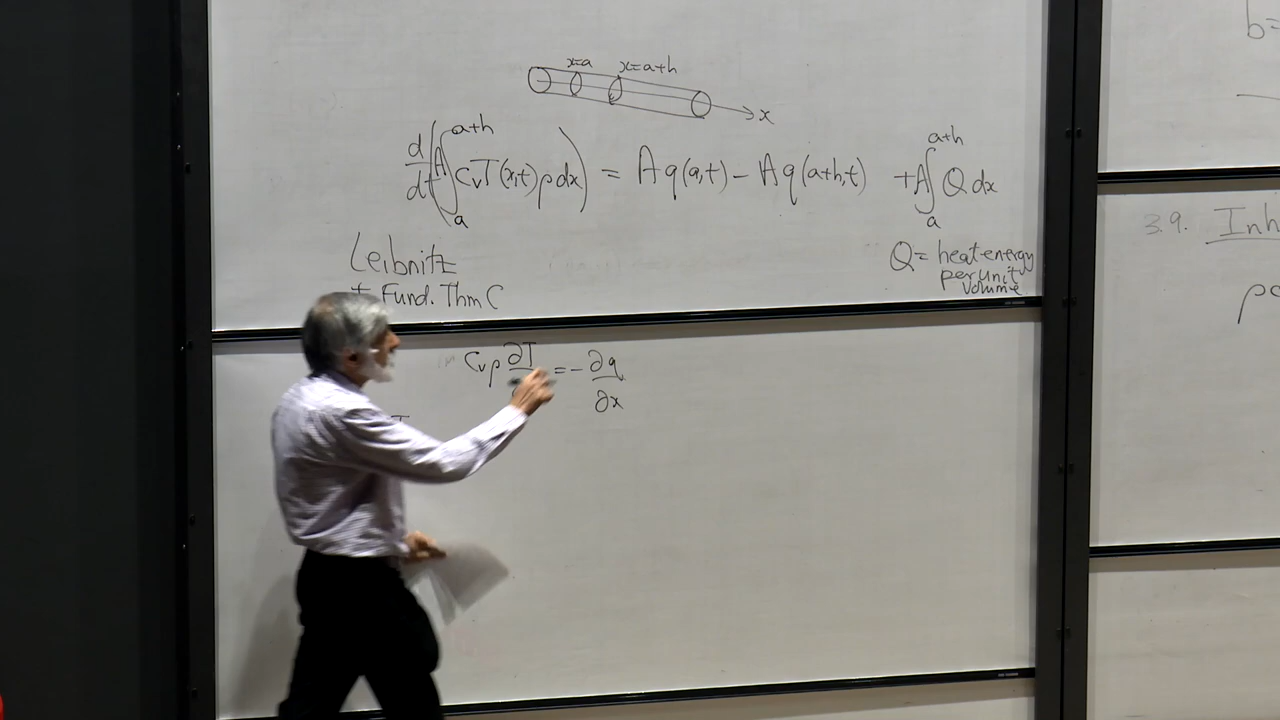 x=a x=a+h
x
d/dt (A∫_a^{a+h} c_v T(x,t) ρ dx) = A q(a,t) − A q(a+h,t) + A∫_a^{a+h} Q dx
Leibnitz
+ Fund. Thm C
Q = heat energy
per unit
volume
c_v ρ ∂T = − ∂q/∂x
b=
3.9. Inh